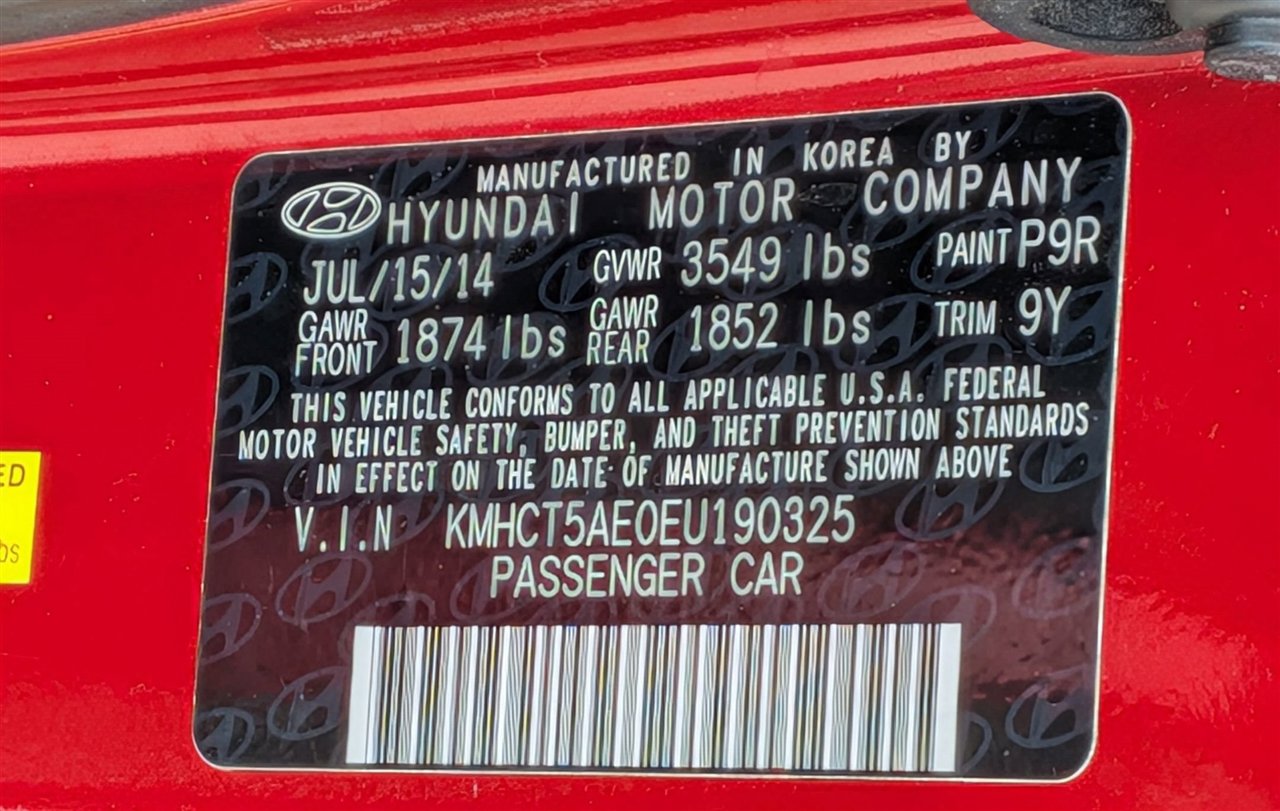 MANUFACTURED IN KOREA BY
HYUNDAI MOTOR COMPANY
JUL/15/14 GVWR 3549 lbs PAINT P9R
GAWR FRONT 1874 lbs GAWR REAR 1852 lbs TRIM 9Y
THIS VEHICLE CONFORMS TO ALL APPLICABLE U.S.A. FEDERAL
MOTOR VEHICLE SAFETY, BUMPER, AND THEFT PREVENTION STANDARDS
IN EFFECT ON THE DATE OF MANUFACTURE SHOWN ABOVE
V.I.N KMHCT5AE0EU190325
PASSENGER CAR